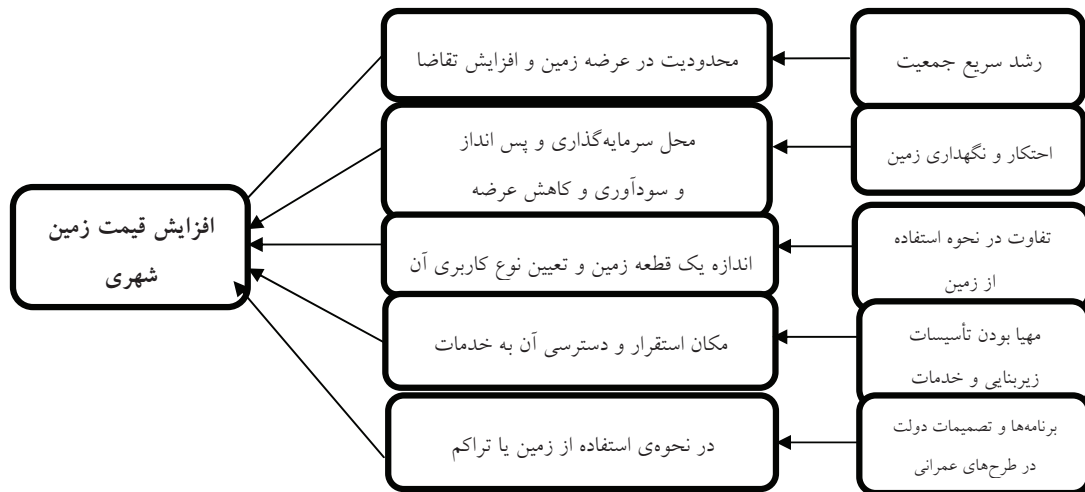 رشد سریع جمعیت
محدودیت در عرضه زمین و افزایش تقاضا
احتکار و نگهداری زمین
محل سرمایه‌گذاری و پس انداز
و سودآوری و کاهش عرضه
تفاوت در نحوه استفاده
از زمین
اندازه یک قطعه زمین و تعیین نوع کاربری آن
مهیا بودن تأسیسات
زیربنایی و خدمات
مکان استقرار و دسترسی آن به خدمات
برنامه‌ها و تصمیمات دولت
در طرح‌های عمرانی
در نحوه‌ی استفاده از زمین یا تراکم
افزایش قیمت زمین
شهری